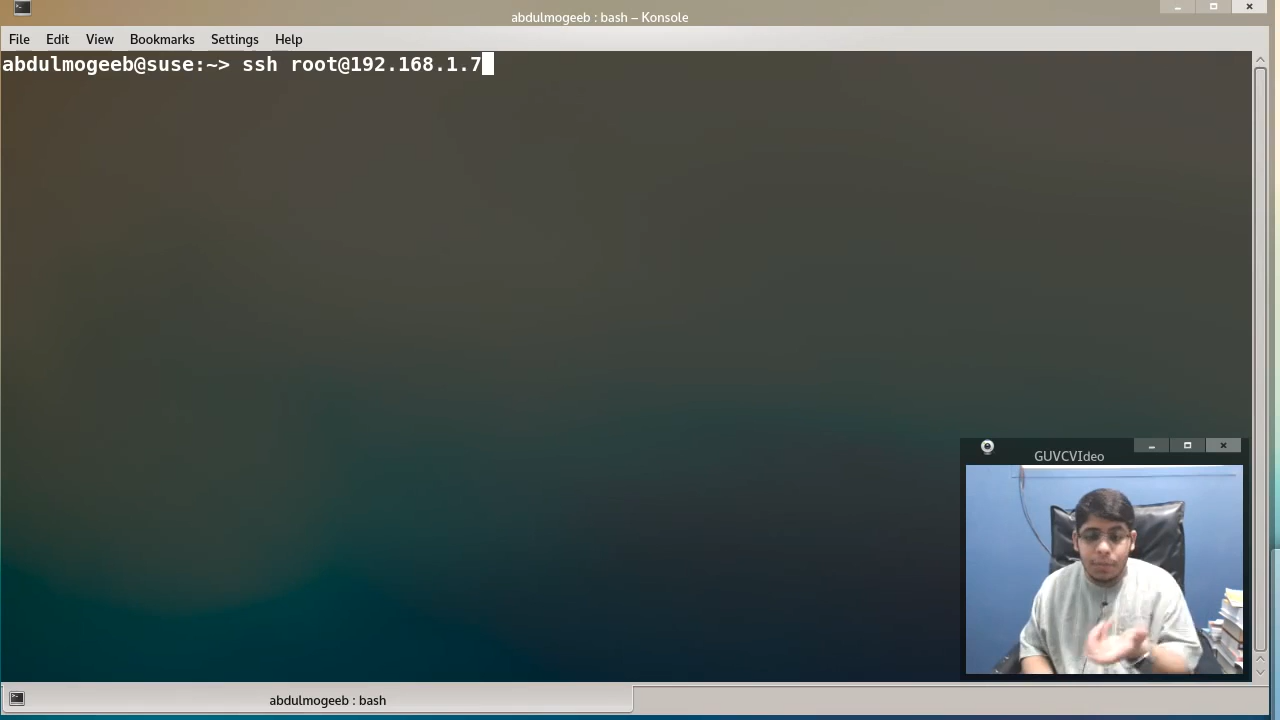 abdulmogeeb : bash – Konsole
File Edit View Bookmarks Settings Help
abdulmogeeb@suse:~> ssh root@192.168.1.7
GUVCVIdeo
abdulmogeeb : bash